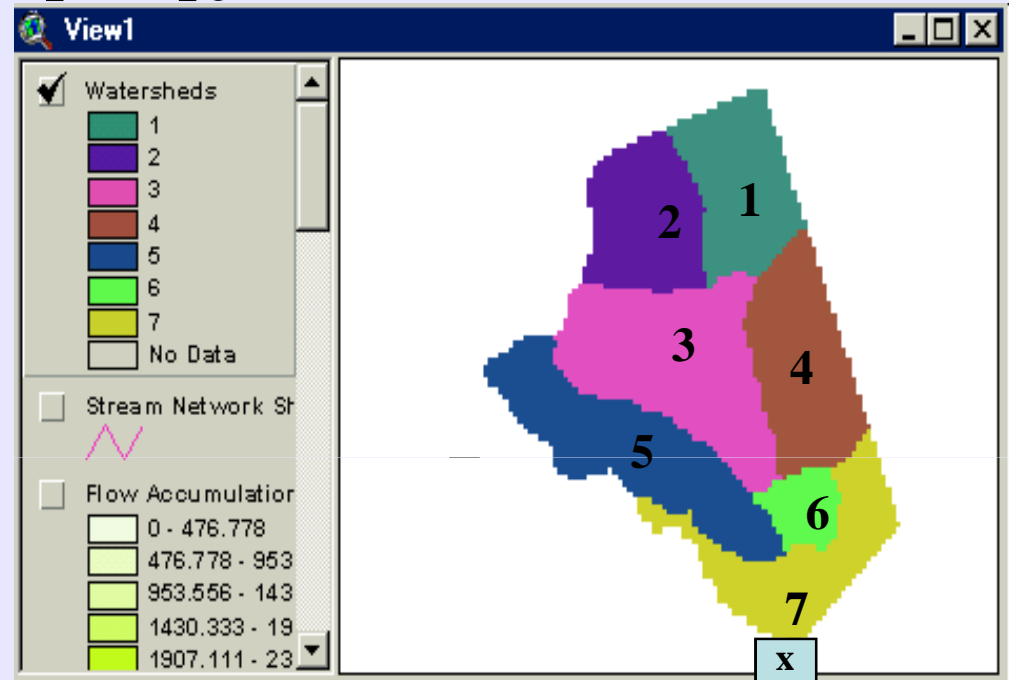 View1
Watersheds
1
2
3
4
5
6
7
No Data
Stream Network Sh
Flow Accumulation
0 - 476.778
476.778 - 953
953.556 - 143
1430.333 - 19
1907.111 - 23
1
2
3
4
5
6
7
x